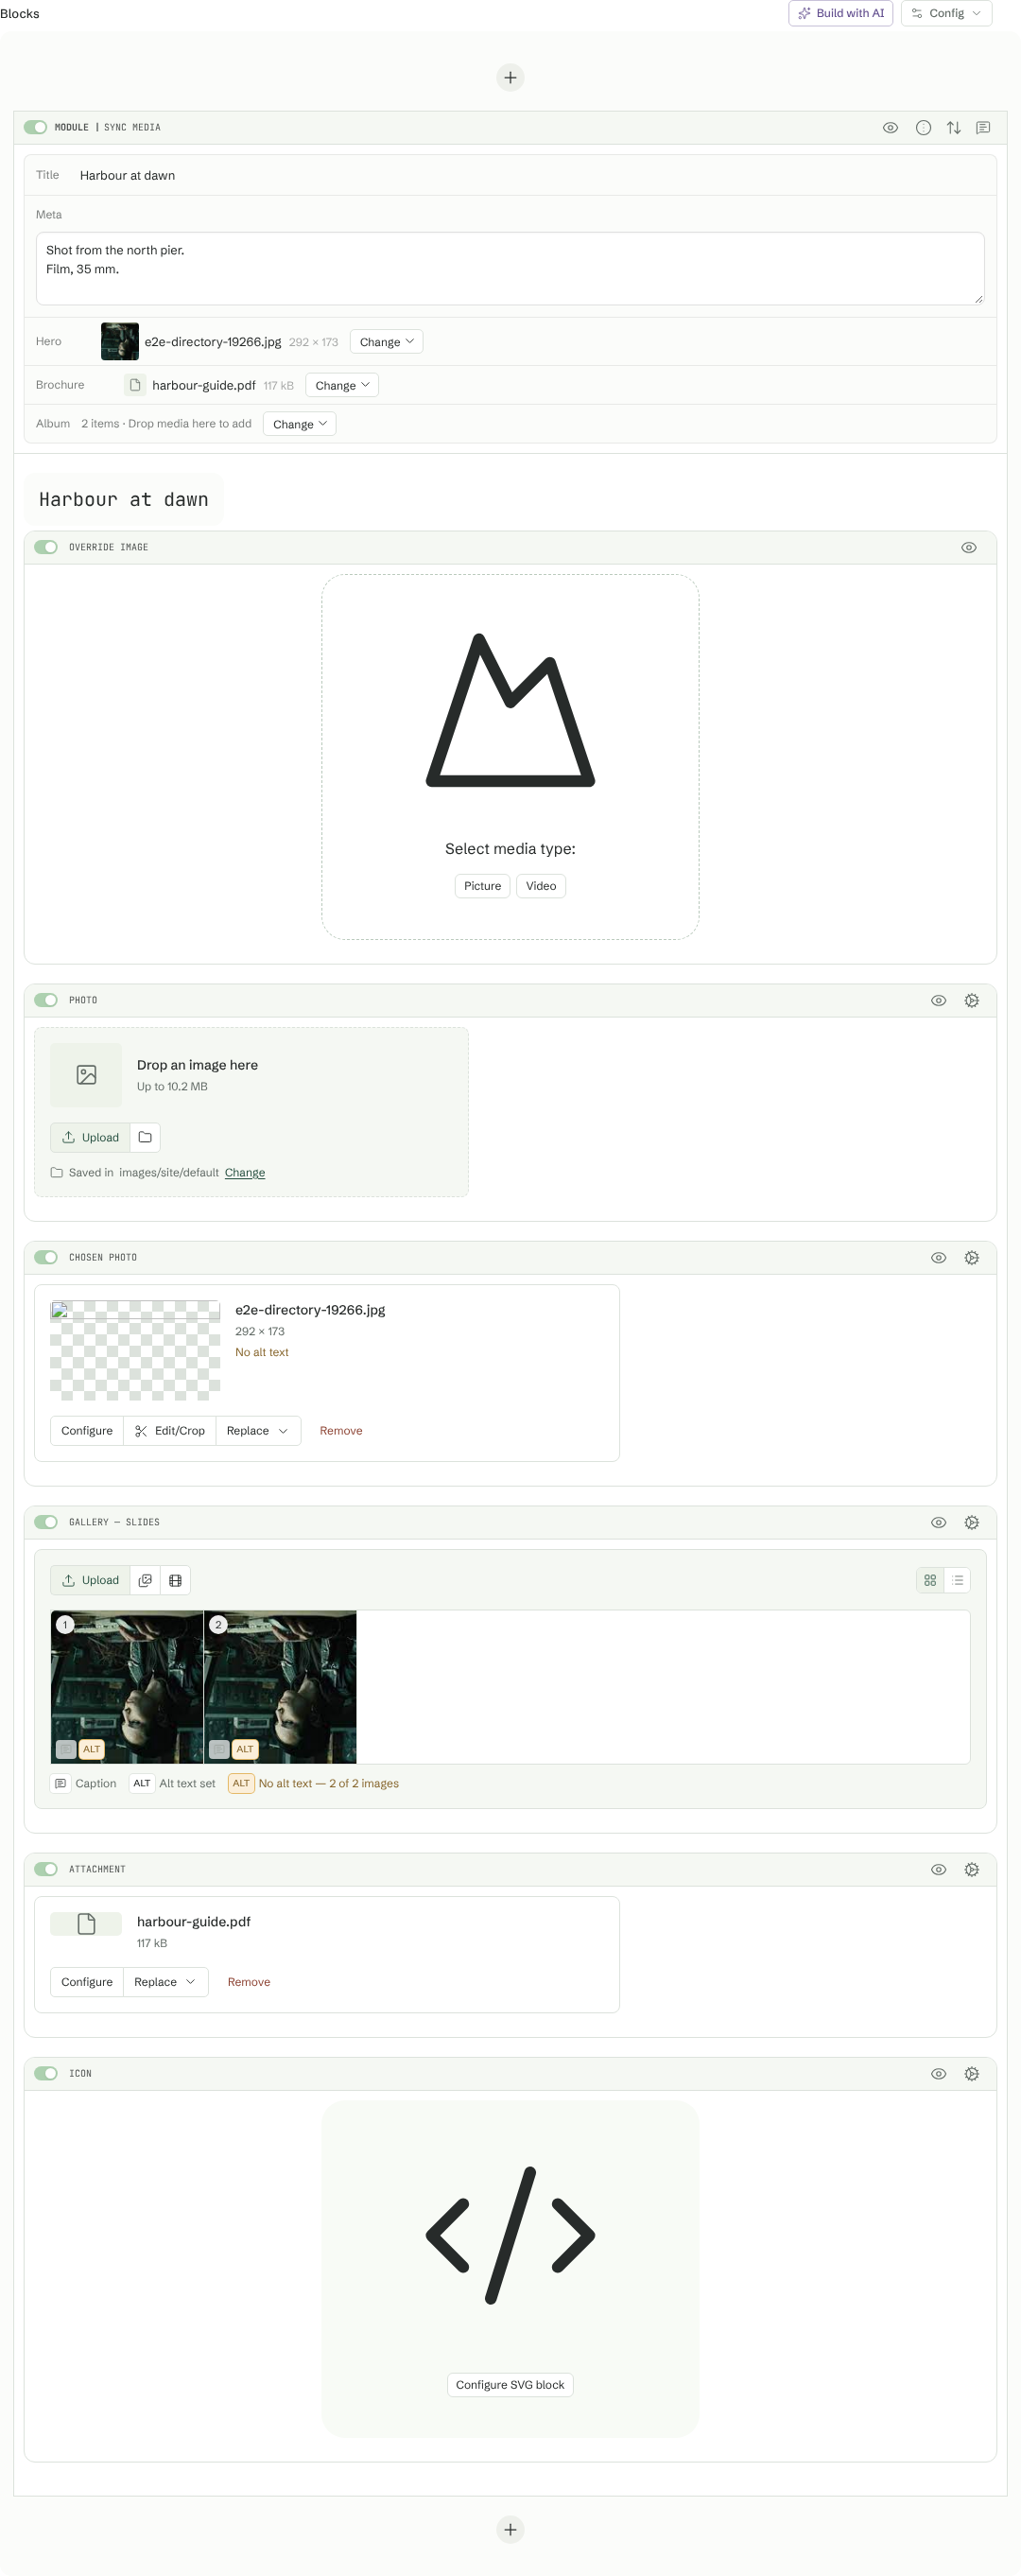 Blocks
Build with AI
Config
MODULE | SYNC MEDIA
Title
Harbour at dawn
Meta
Shot from the north pier.
Film, 35 mm.
Hero
e2e-directory-19266.jpg
292 × 173
Change
Brochure
harbour-guide.pdf
117 kB
Change
Album
2 items · Drop media here to add
Change
Harbour at dawn
OVERRIDE IMAGE
Select media type:
Picture
Video
PHOTO
Drop an image here
Up to 10.2 MB
Upload
Saved in images/site/default Change
CHOSEN PHOTO
e2e-directory-19266.jpg
292 × 173
No alt text
Configure
Edit/Crop
Replace
Remove
GALLERY — SLIDES
Upload
1
2
ALT
ALT
Caption
ALT Alt text set
ALT No alt text — 2 of 2 images
ATTACHMENT
harbour-guide.pdf
117 kB
Configure
Replace
Remove
ICON
Configure SVG block